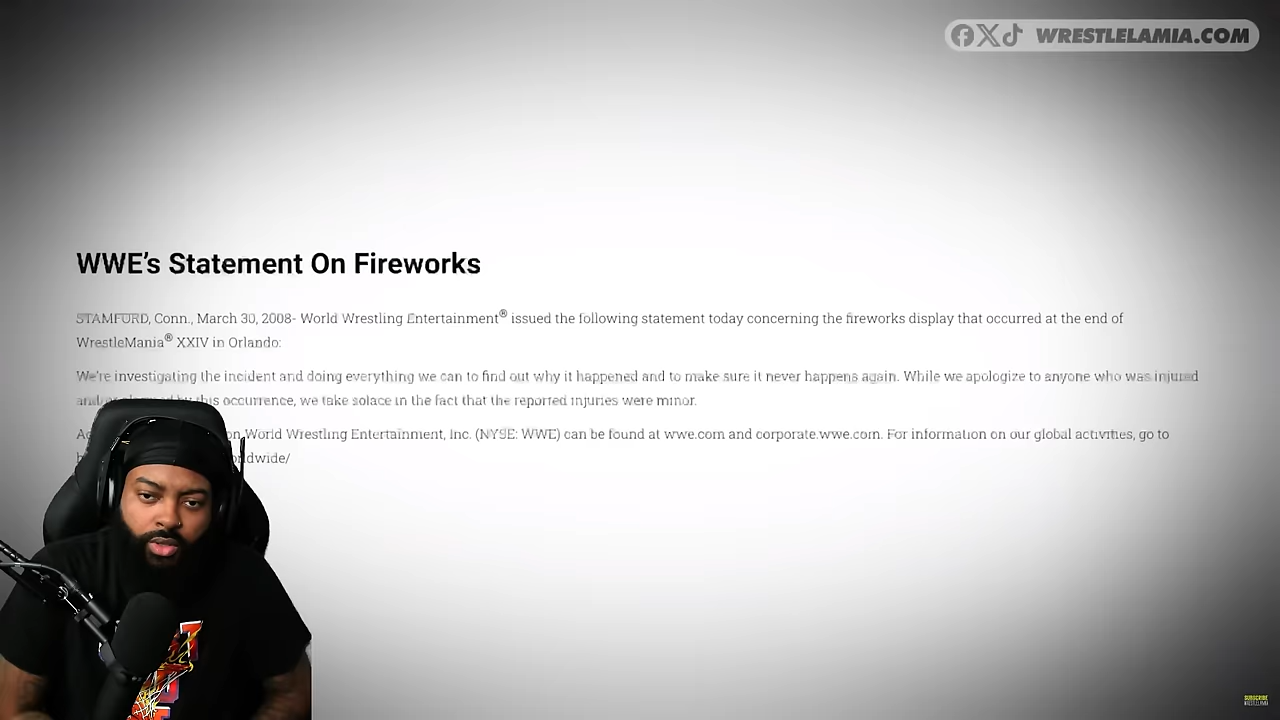 WRESTLELAMIA.COM
WWE's Statement On Fireworks
STAMFORD, Conn., March 30, 2008- World Wrestling Entertainment® issued the following statement today concerning the fireworks display that occurred at the end of
WrestleMania® XXIV in Orlando:
We're investigating the incident and doing everything we can to find out why it happened and to make sure it never happens again. While we apologize to anyone who was injured
this occurrence, we take solace in the fact that the reported injuries were minor.
World Wrestling Entertainment, Inc. (NYSE: WWE) can be found at wwe.com and corporate.wwe.com. For information on our global activities, go to
SUBSCRIBE
WRESTLELAMIA